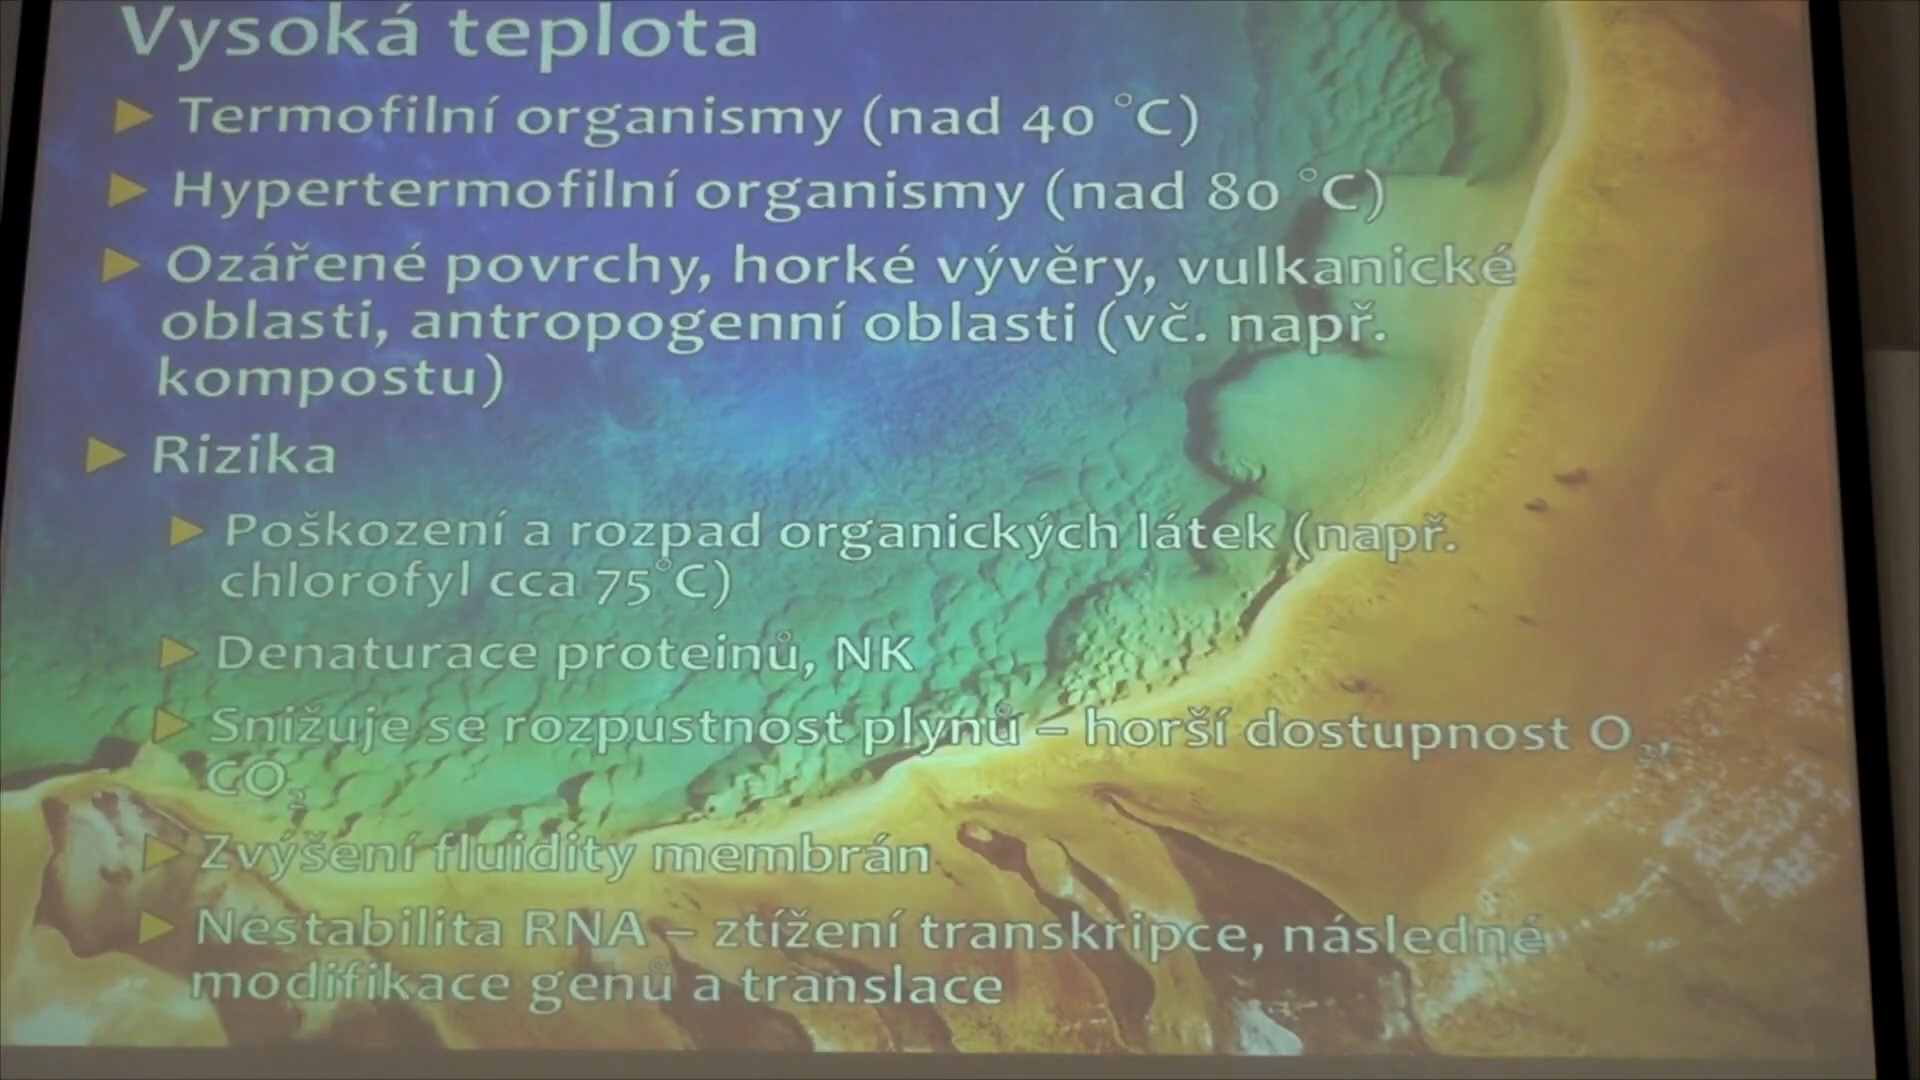 Vysoká teplota
Termofilní organismy (nad 40 °C)
Hypertermofilní organismy (nad 80 °C)
Ozářené povrchy, horké vývěry, vulkanické
oblasti, antropogenní oblasti (vč. např.
kompostu)
Rizika
Poškození a rozpad organických látek (např.
chlorofyl cca 75°C)
Denaturace proteinů, NK
Snižuje se rozpustnost plynů – horší dostupnost O₂,
CO₂
Zvýšení fluidity membrán
Nestabilita RNA – ztížení transkripce, následné
modifikace genů a translace